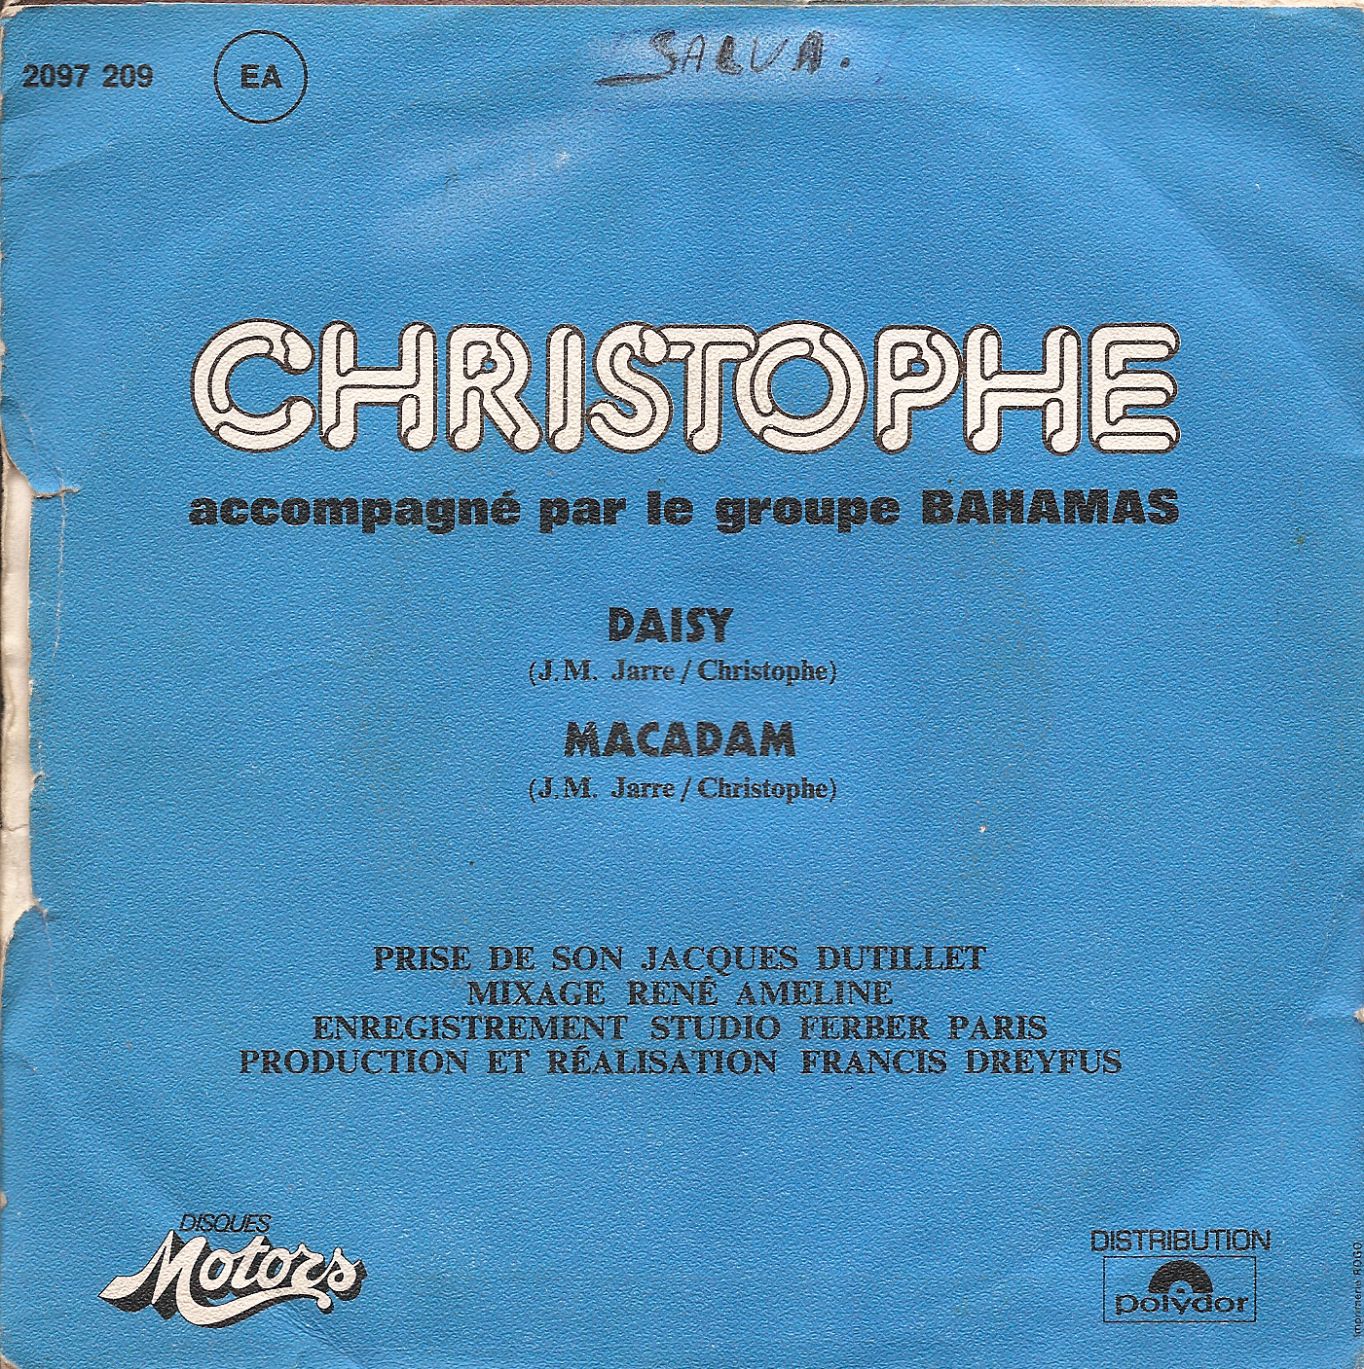 SALVA.
2097 209 EA
CHRISTOPHE
accompagné par le groupe BAHAMAS
DAISY
(J.M. Jarre / Christophe)
MACADAM
(J.M. Jarre / Christophe)
PRISE DE SON JACQUES DUTILLET
MIXAGE RENÉ AMELINE
ENREGISTREMENT STUDIO FERBER PARIS
PRODUCTION ET RÉALISATION FRANCIS DREYFUS
DISQUES
Motors
DISTRIBUTION
polydor